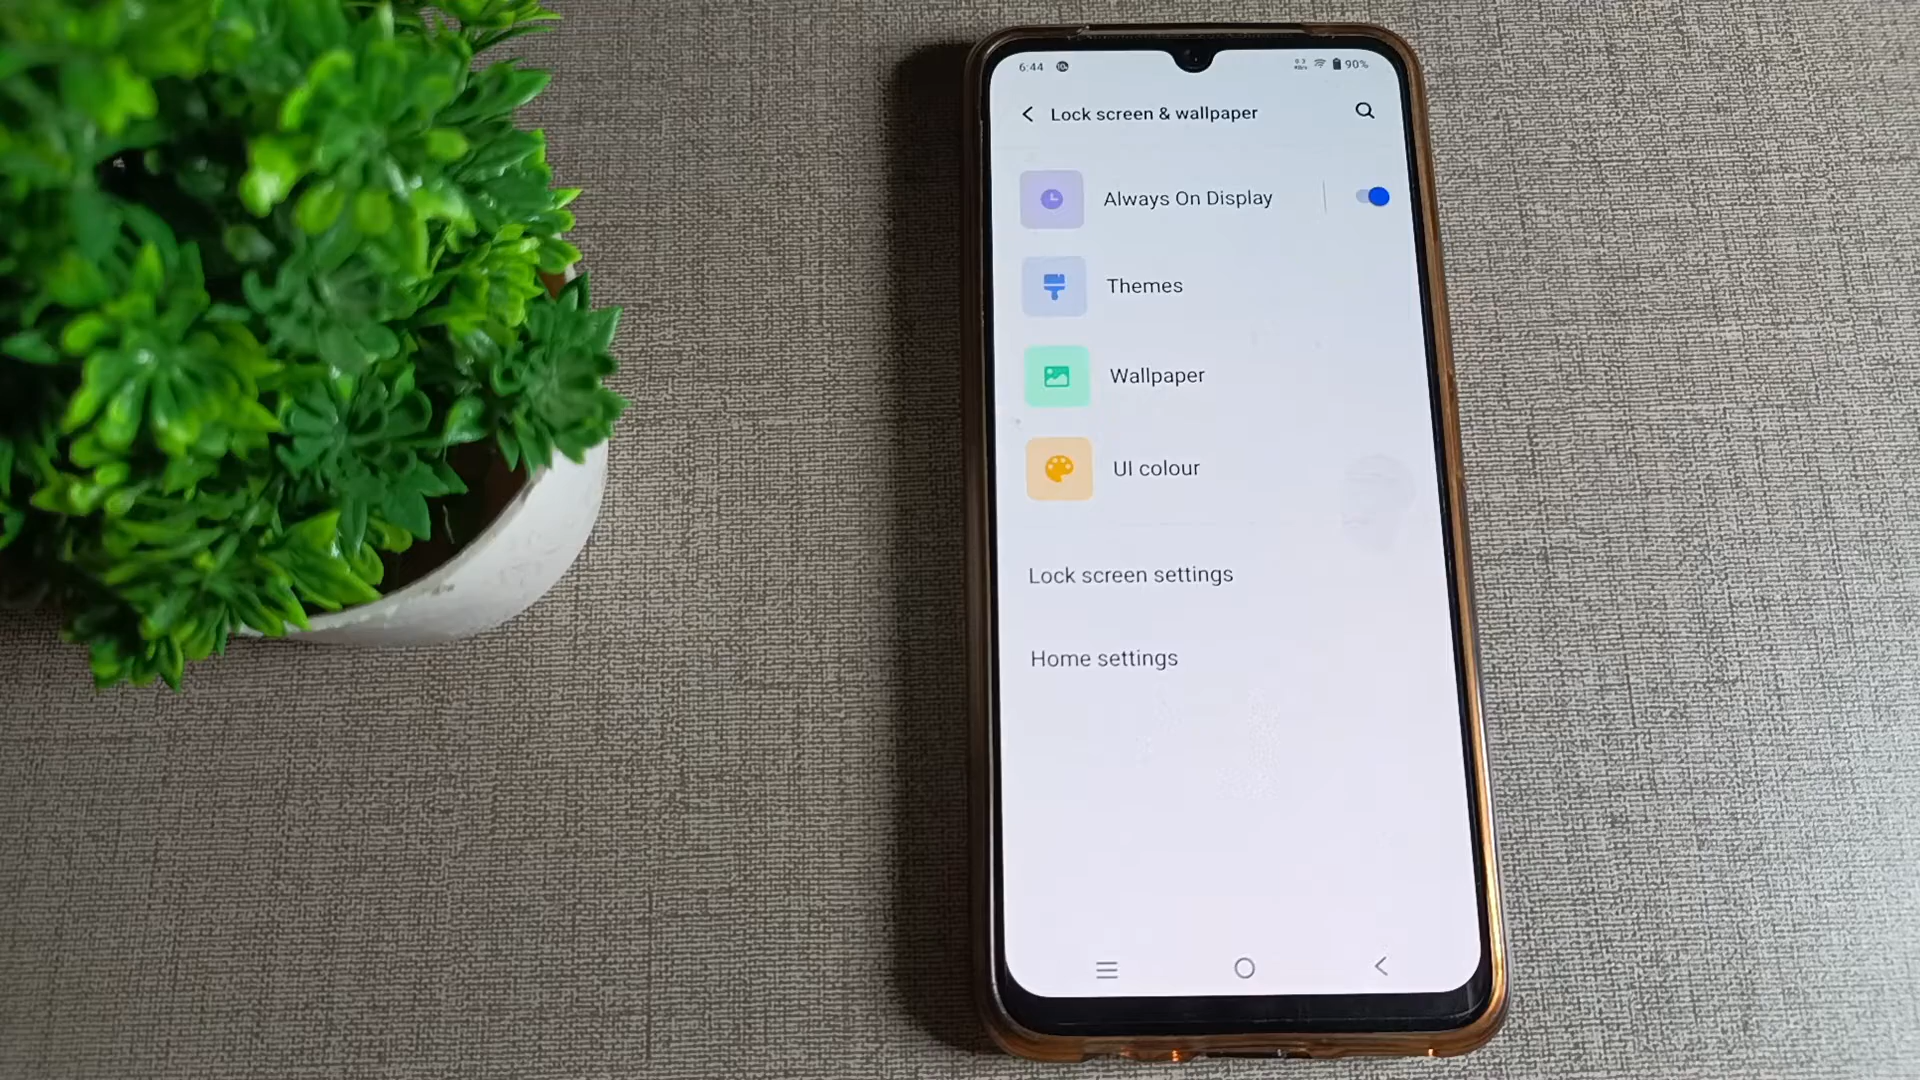 6:44 90%
Lock screen & wallpaper
Always On Display
Themes
Wallpaper
UI colour
Lock screen settings
Home settings